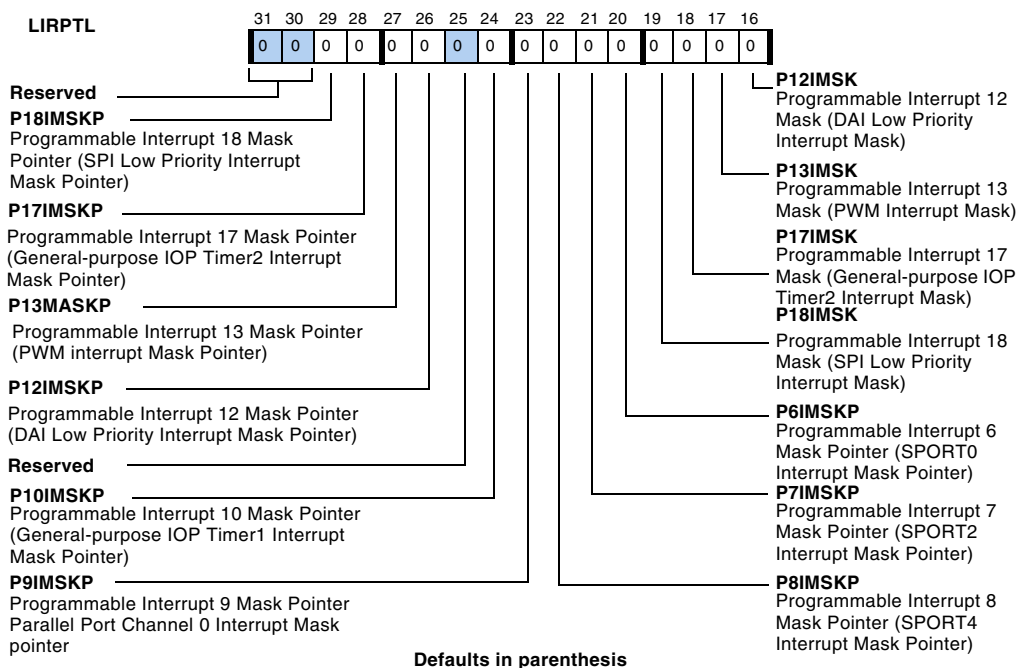 LIRPTL
31 30 29 28 27 26 25 24 23 22 21 20 19 18 17 16
0 0 0 0 0 0 0 0 0 0 0 0 0 0 0 0
Reserved
P18IMSKP
Programmable Interrupt 18 Mask
Pointer (SPI Low Priority Interrupt
Mask Pointer)
P17IMSKP
Programmable Interrupt 17 Mask Pointer
(General-purpose IOP Timer2 Interrupt
Mask Pointer)
P13MASKP
Programmable Interrupt 13 Mask Pointer
(PWM interrupt Mask Pointer)
P12IMSKP
Programmable Interrupt 12 Mask Pointer
(DAI Low Priority Interrupt Mask Pointer)
Reserved
P10IMSKP
Programmable Interrupt 10 Mask Pointer
(General-purpose IOP Timer1 Interrupt
Mask Pointer)
P9IMSKP
Programmable Interrupt 9 Mask Pointer
Parallel Port Channel 0 Interrupt Mask
pointer
P12IMSK
Programmable Interrupt 12
Mask (DAI Low Priority
Interrupt Mask)
P13IMSK
Programmable Interrupt 13
Mask (PWM Interrupt Mask)
P17IMSK
Programmable Interrupt 17
Mask (General-purpose IOP
Timer2 Interrupt Mask)
P18IMSK
Programmable Interrupt 18
Mask (SPI Low Priority
Interrupt Mask)
P6IMSKP
Programmable Interrupt 6
Mask Pointer (SPORT0
Interrupt Mask Pointer)
P7IMSKP
Programmable Interrupt 7
Mask Pointer (SPORT2
Interrupt Mask Pointer)
P8IMSKP
Programmable Interrupt 8
Mask Pointer (SPORT4
Interrupt Mask Pointer)
Defaults in parenthesis